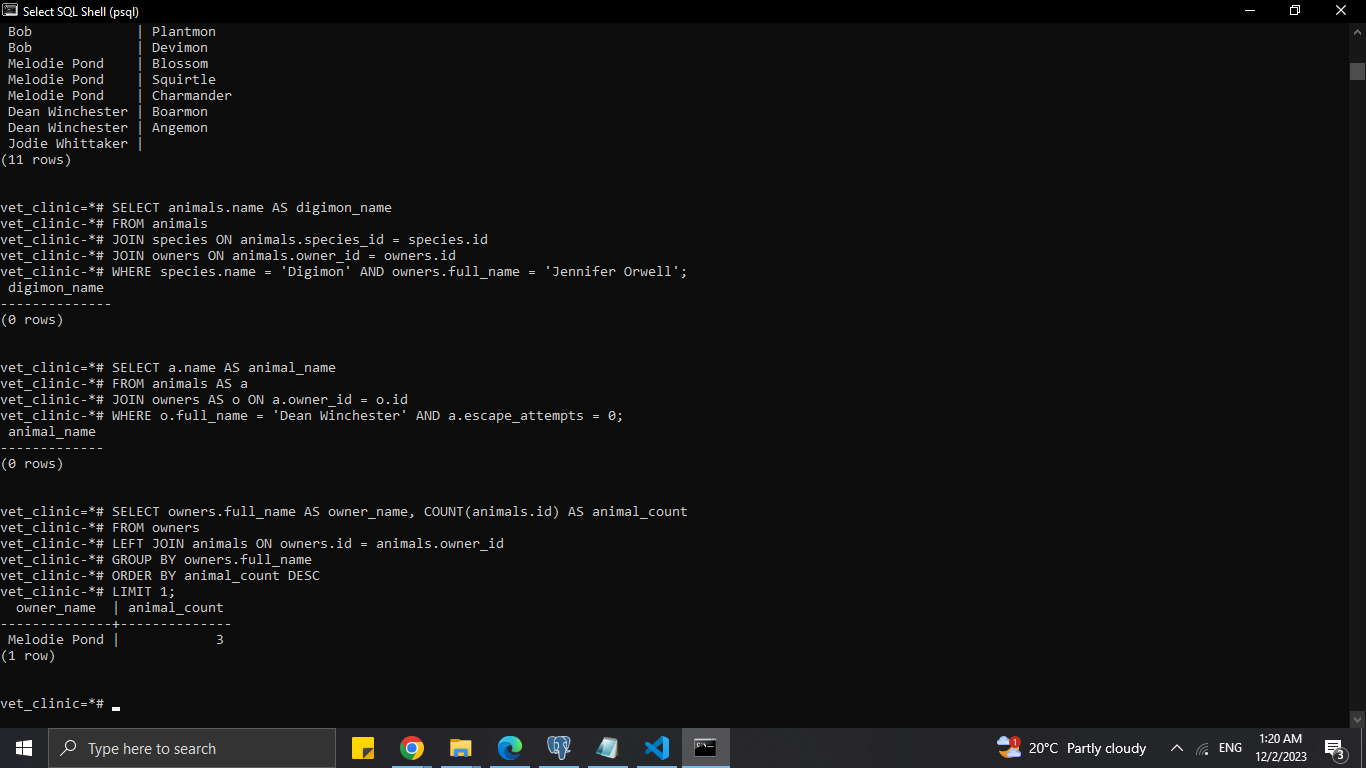 Select SQL Shell (psql)
Bob | Plantmon
Bob | Devimon
Melodie Pond | Blossom
Melodie Pond | Squirtle
Melodie Pond | Charmander
Dean Winchester | Boarmon
Dean Winchester | Angemon
Jodie Whittaker |
(11 rows)
vet_clinic=*# SELECT animals.name AS digimon_name
vet_clinic-*# FROM animals
vet_clinic-*# JOIN species ON animals.species_id = species.id
vet_clinic-*# JOIN owners ON animals.owner_id = owners.id
vet_clinic-*# WHERE species.name = 'Digimon' AND owners.full_name = 'Jennifer Orwell';
digimon_name
--------------
(0 rows)
vet_clinic=*# SELECT a.name AS animal_name
vet_clinic-*# FROM animals AS a
vet_clinic-*# JOIN owners AS o ON a.owner_id = o.id
vet_clinic-*# WHERE o.full_name = 'Dean Winchester' AND a.escape_attempts = 0;
animal_name
-------------
(0 rows)
vet_clinic=*# SELECT owners.full_name AS owner_name, COUNT(animals.id) AS animal_count
vet_clinic-*# FROM owners
vet_clinic-*# LEFT JOIN animals ON owners.id = animals.owner_id
vet_clinic-*# GROUP BY owners.full_name
vet_clinic-*# ORDER BY animal_count DESC
vet_clinic-*# LIMIT 1;
owner_name | animal_count
--------------+--------------
Melodie Pond | 3
(1 row)
vet_clinic=*#
Type here to search
1
20°C Partly cloudy
ENG
1:20 AM
12/2/2023
3